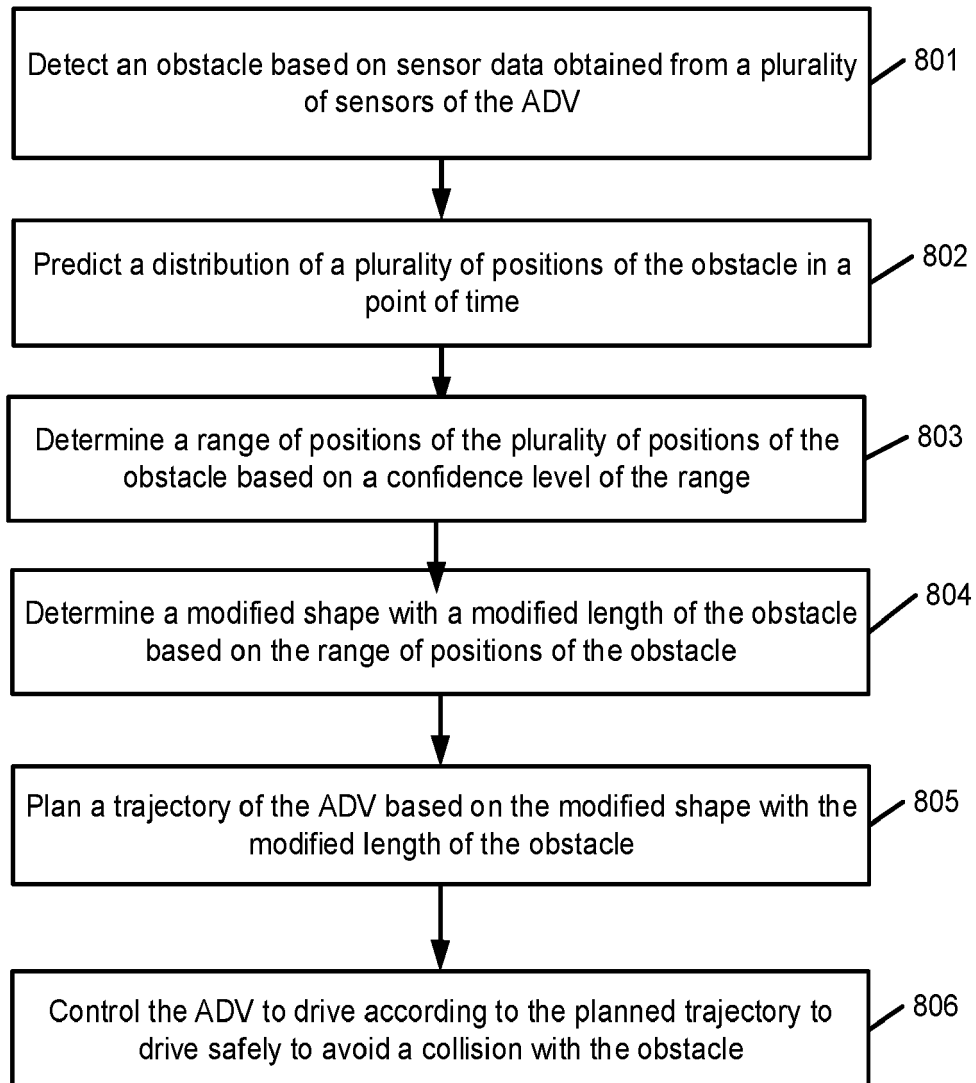 Detect an obstacle based on sensor data obtained from a plurality
of sensors of the ADV
801
Predict a distribution of a plurality of positions of the obstacle in a
point of time
802
Determine a range of positions of the plurality of positions of the
obstacle based on a confidence level of the range
803
Determine a modified shape with a modified length of the obstacle
based on the range of positions of the obstacle
804
Plan a trajectory of the ADV based on the modified shape with the
modified length of the obstacle
805
Control the ADV to drive according to the planned trajectory to
drive safely to avoid a collision with the obstacle
806